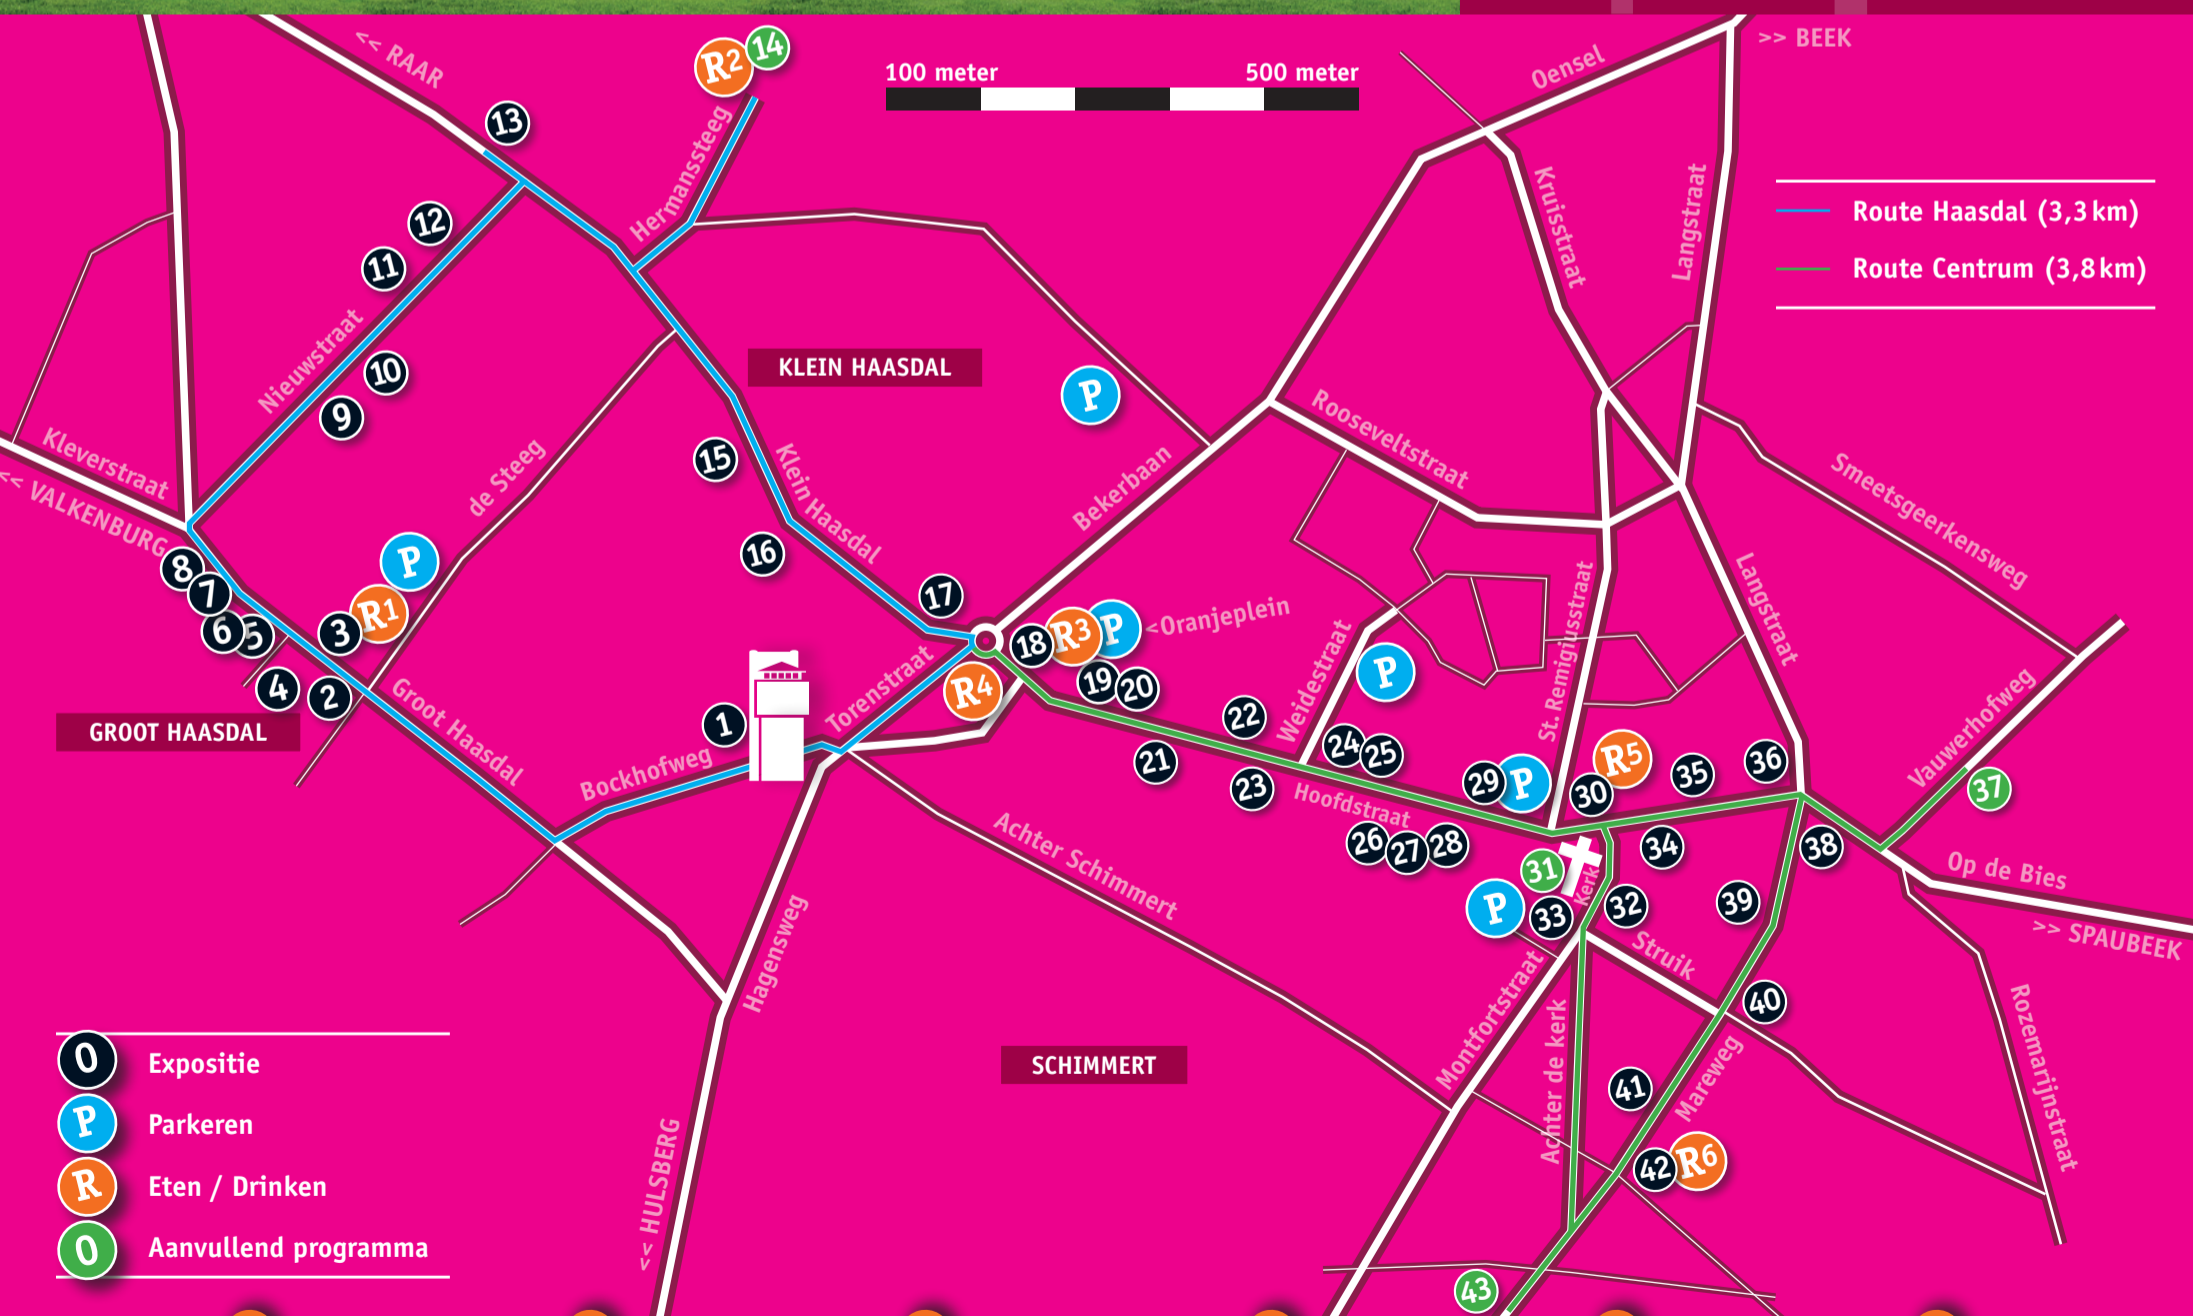 << RAAR
R2
14
100 meter
500 meter
Oensel
>> BEEK
13
Hermanssteeg
Kruisstraat
Langstraat
Route Haasdal (3,3 km)
Route Centrum (3,8 km)
12
11
Nieuwstraat
10
9
KLEIN HAASDAL
P
Rooseveltstraat
Kleverstraat
<< VALKENBURG
de Steeg
15
Klein Haasdal
Bekerbaan
Smeetsgeerkensweg
16
P
8
7
6
5
3
R1
4
2
17
18
R3
P
<Oranjeplein
19
20
R4
Weidestraat
P
St. Remigiusstraat
Langstraat
Vauwerhofweg
GROOT HAASDAL
Groot Haasdal
1
Torenstraat
Bockhofweg
22
21
23
24
25
Hoofdstraat
29
P
30
R5
35
36
37
26
27
28
31
Kerk
34
38
Op de Bies
>> SPAUBEEK
P
33
32
39
Achter Schimmert
Hagensweg
Struik
40
Montfortstraat
Achter de kerk
41
Mareweg
Rozemarijnstraat
SCHIMMERT
42
R6
<< HULSBERG
43
0
Expositie
P
Parkeren
R
Eten / Drinken
0
Aanvullend programma